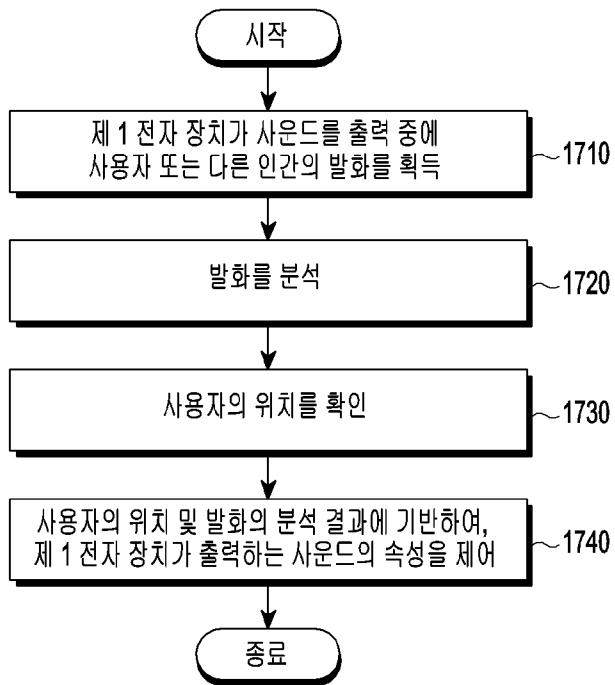 시작
제 1 전자 장치가 사운드를 출력 중에
사용자 또는 다른 인간의 발화를 획득
1710
발화를 분석
1720
사용자의 위치를 확인
1730
사용자의 위치 및 발화의 분석 결과에 기반하여,
제 1 전자 장치가 출력하는 사운드의 속성을 제어
1740
종료